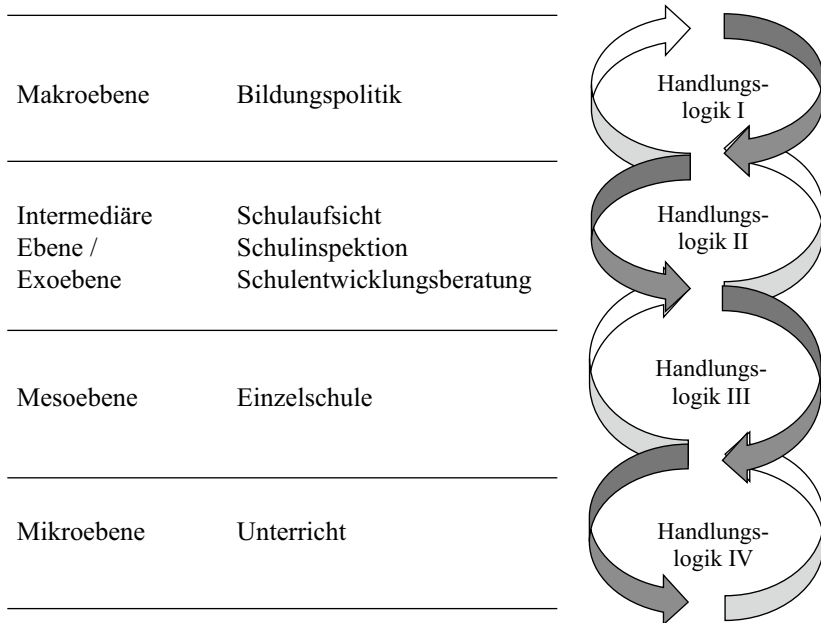 Makroebene Bildungspolitik
Handlungs-
logik I
Intermediäre Schulaufsicht
Ebene / Schulinspektion
Exoebene Schulentwicklungsberatung
Handlungs-
logik II
Mesoebene Einzelschule
Handlungs-
logik III
Mikroebene Unterricht
Handlungs-
logik IV